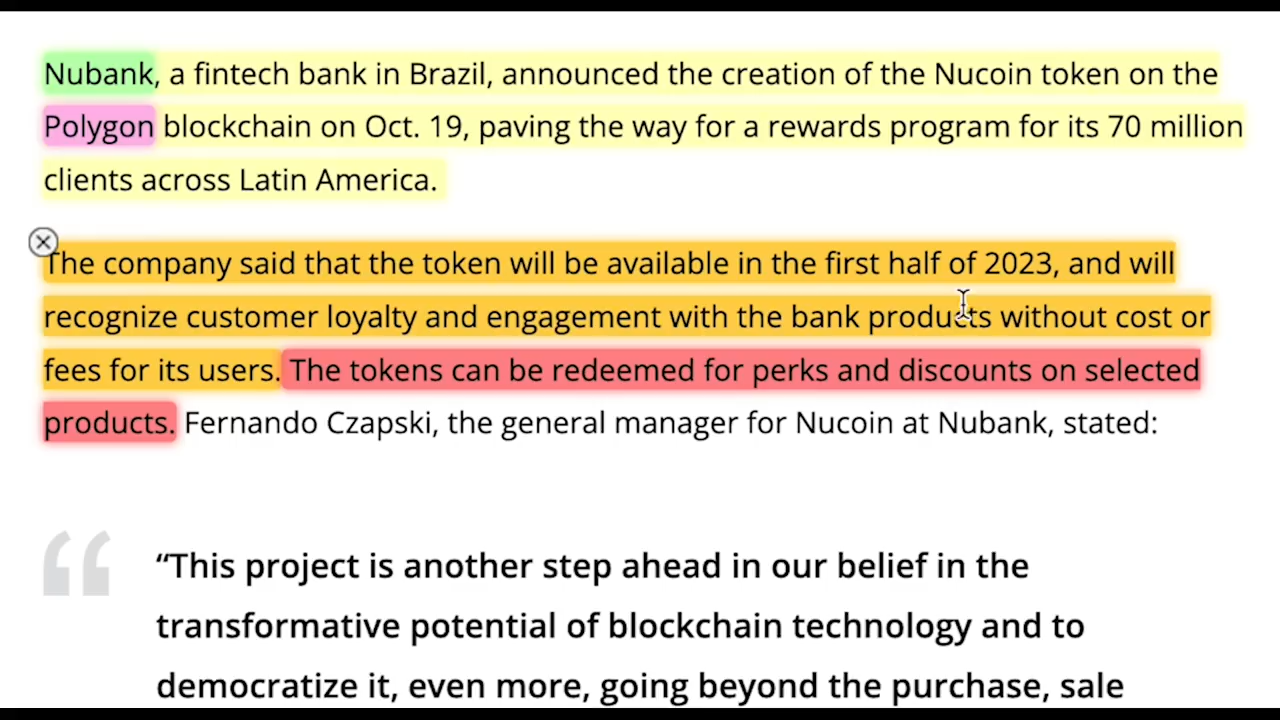 Nubank, a fintech bank in Brazil, announced the creation of the Nucoin token on the
Polygon blockchain on Oct. 19, paving the way for a rewards program for its 70 million
clients across Latin America.
The company said that the token will be available in the first half of 2023, and will
recognize customer loyalty and engagement with the bank products without cost or
fees for its users. The tokens can be redeemed for perks and discounts on selected
products. Fernando Czapski, the general manager for Nucoin at Nubank, stated:
“This project is another step ahead in our belief in the
transformative potential of blockchain technology and to
democratize it, even more, going beyond the purchase, sale